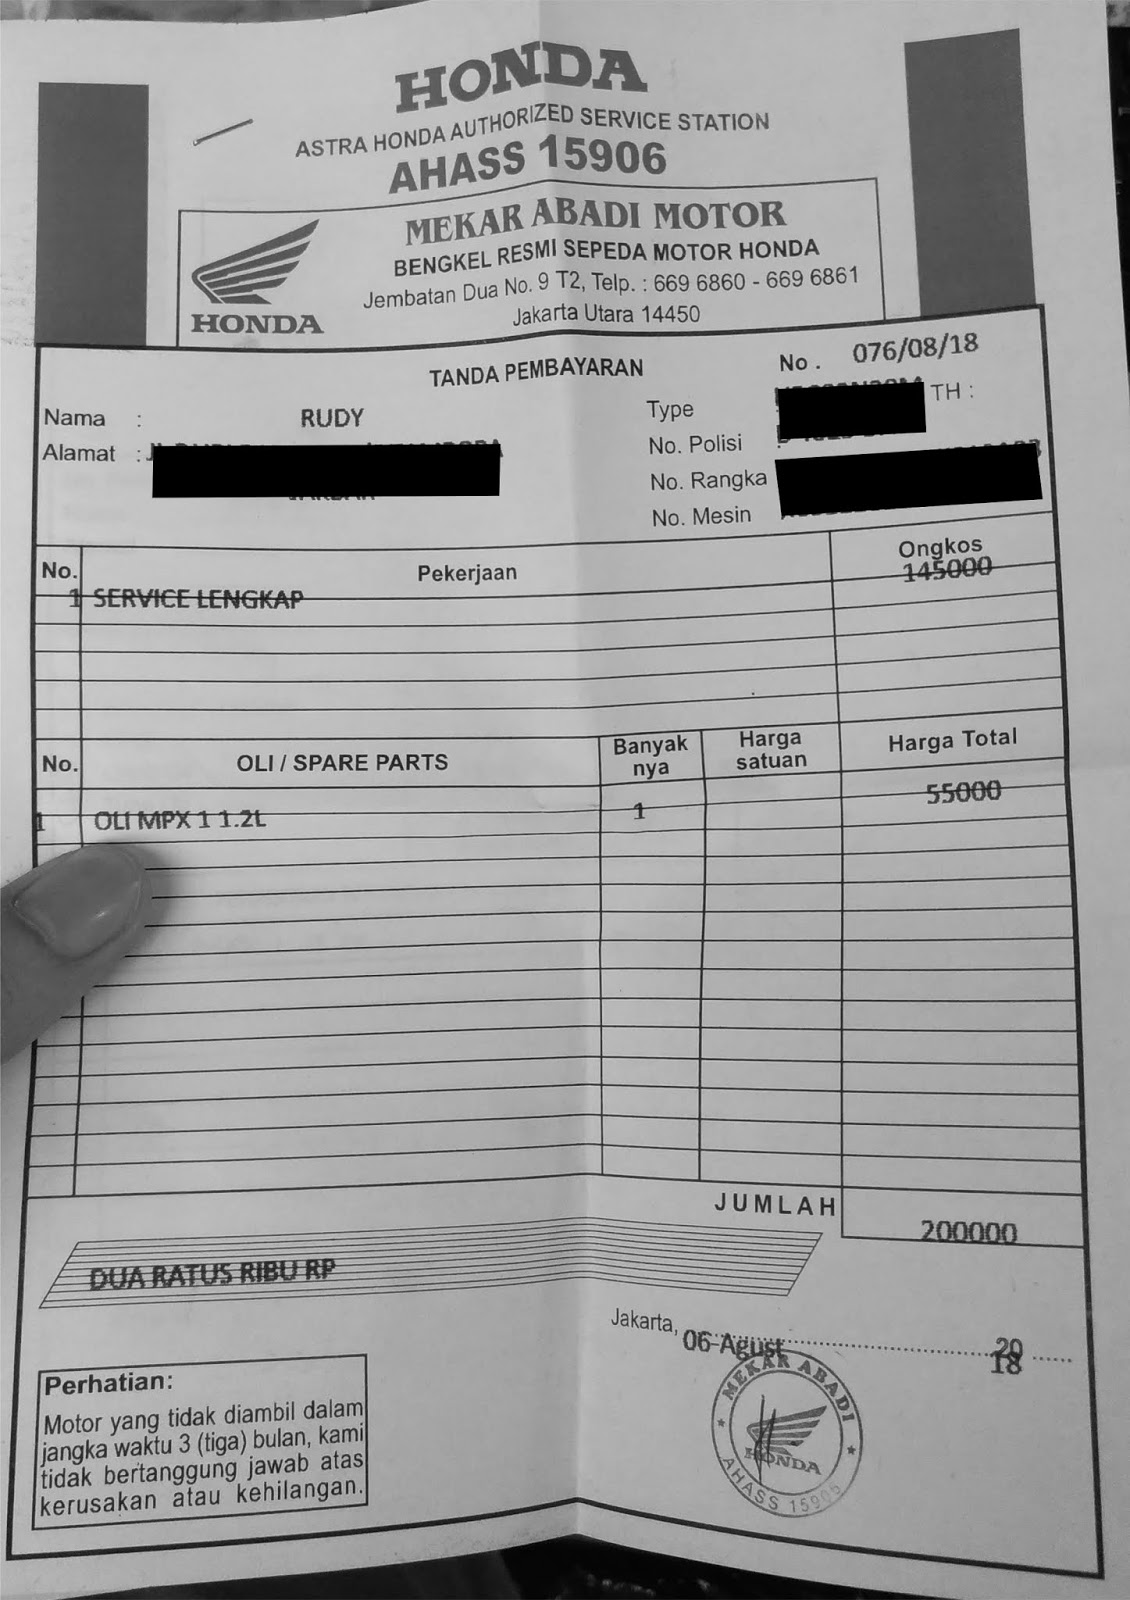 HONDA
ASTRA HONDA AUTHORIZED SERVICE STATION
AHASS 15906
MEKAR ABADI MOTOR
BENGKEL RESMI SEPEDA MOTOR HONDA
Jembatan Dua No. 9 T2, Telp. : 669 6860 - 669 6861
Jakarta Utara 14450
HONDA
TANDA PEMBAYARAN
No . 076/08/18
Nama : RUDY
Type TH :
Alamat :
No. Polisi
No. Rangka
No. Mesin
No. Pekerjaan Ongkos
1 SERVICE LENGKAP 145000
No. OLI / SPARE PARTS Banyak nya Harga satuan Harga Total
1 OLI MPX 1 1.2L 1 55000
JUMLAH 200000
DUA RATUS RIBU RP
Jakarta, 06-Agust 20 18
MEKAR ABADI
HONDA
AHASS 15906
Perhatian:
Motor yang tidak diambil dalam
jangka waktu 3 (tiga) bulan, kami
tidak bertanggung jawab atas
kerusakan atau kehilangan.